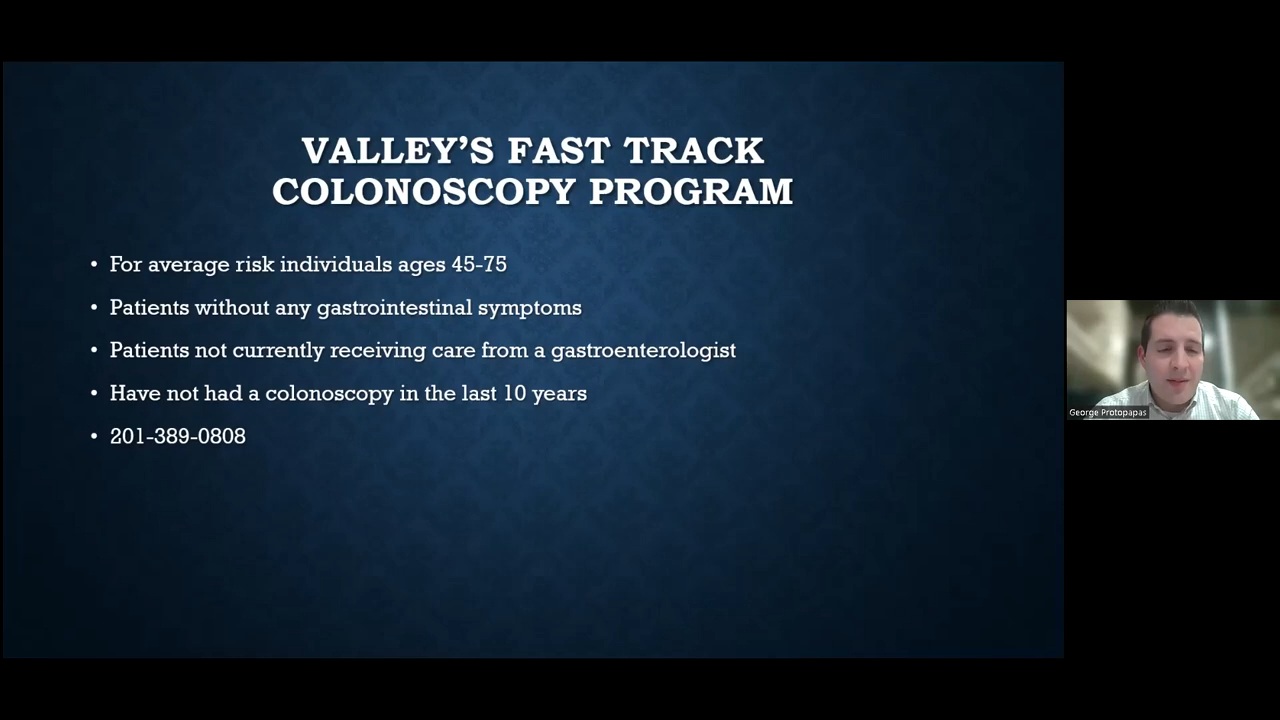 VALLEY'S FAST TRACK
COLONOSCOPY PROGRAM
• For average risk individuals ages 45-75
• Patients without any gastrointestinal symptoms
• Patients not currently receiving care from a gastroenterologist
• Have not had a colonoscopy in the last 10 years
• 201-389-0808
George Protopapas